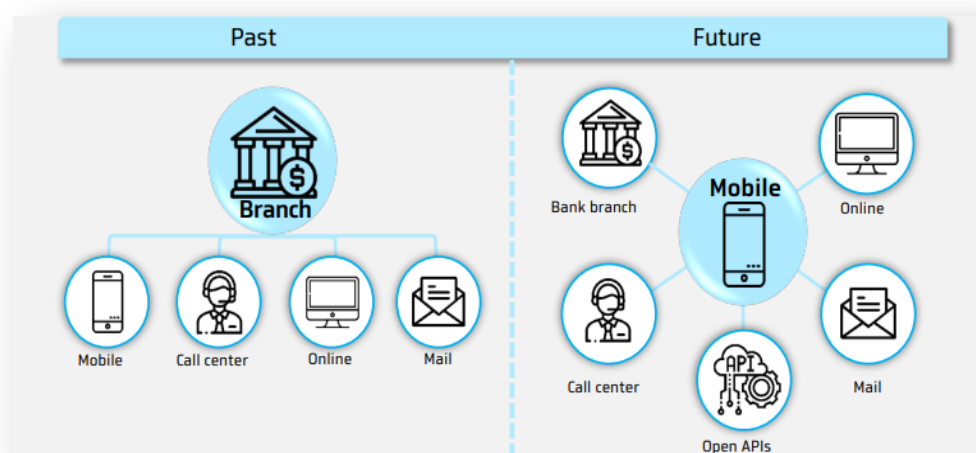 Past
Future
Branch
Mobile
Call center
Online
Mail
Bank branch
Mobile
Online
Call center
API
Mail
Open APIs